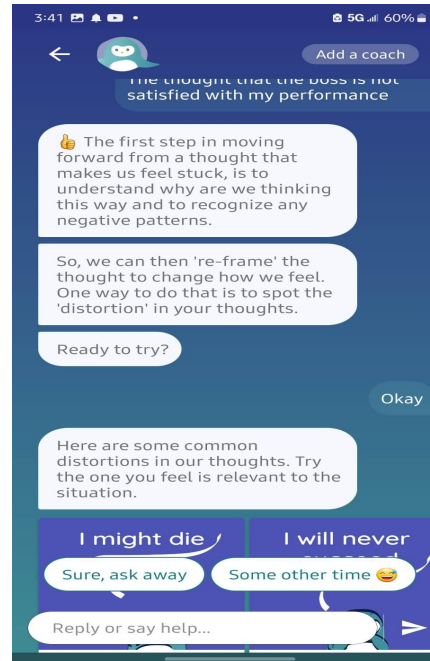 3:41 5G 60%
Add a coach
The thought that the boss is not
satisfied with my performance
👍 The first step in moving
forward from a thought that
makes us feel stuck, is to
understand why are we thinking
this way and to recognize any
negative patterns.
So, we can then 're-frame' the
thought to change how we feel.
One way to do that is to spot the
'distortion' in your thoughts.
Ready to try?
Okay
Here are some common
distortions in our thoughts. Try
the one you feel is relevant to the
situation.
I might die
I will never
Sure, ask away
Some other time 😅
Reply or say help...